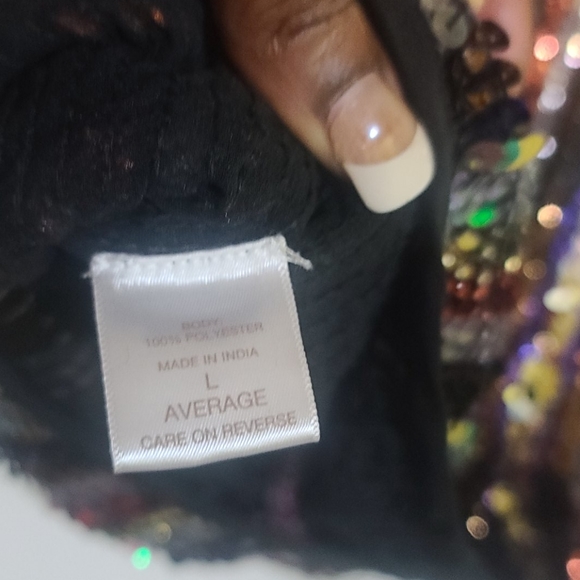 BODY:
100% POLYESTER
MADE IN INDIA
L
AVERAGE
CARE ON REVERSE